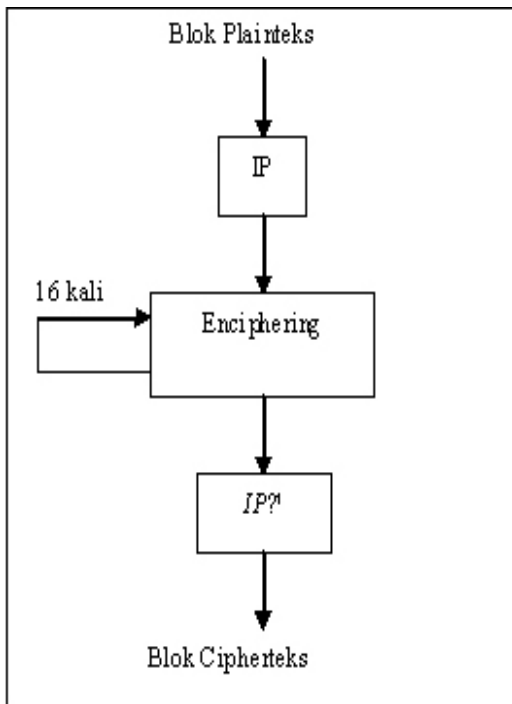 Blok Plainteks
IP
16 kali
Enciphering
IP?¹
Blok Cipherteks